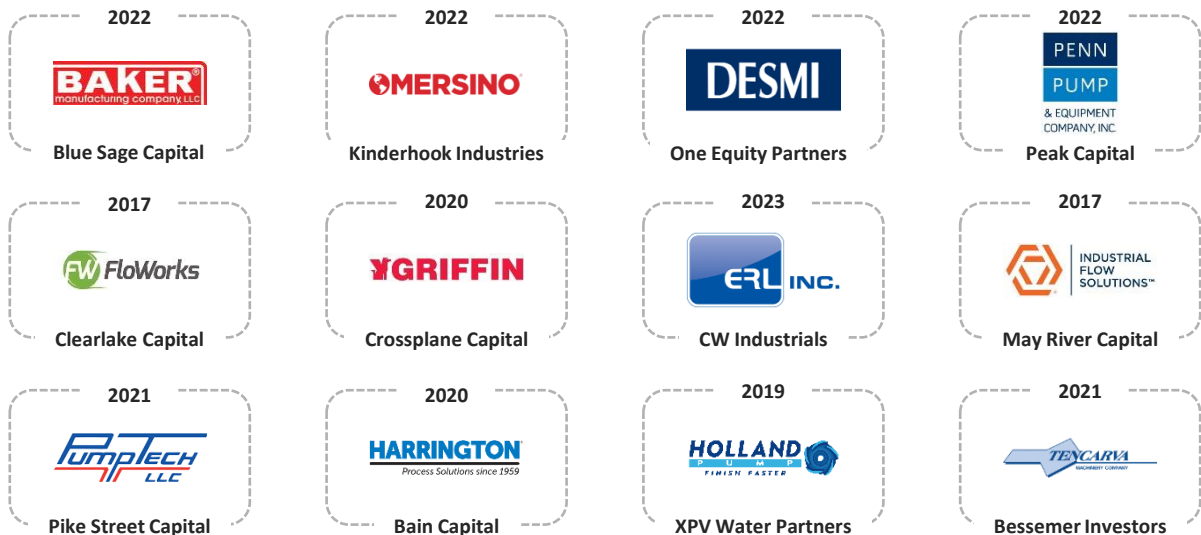 2022
BAKER®
manufacturing company, LLC
Blue Sage Capital
2022
MERSINO
Kinderhook Industries
2022
DESMI
One Equity Partners
2022
PENN
PUMP
& EQUIPMENT
COMPANY, INC.
Peak Capital
2017
FW FloWorks
Clearlake Capital
2020
GRIFFIN
Crossplane Capital
2023
ERL INC.
CW Industrials
2017
INDUSTRIAL
FLOW
SOLUTIONS™
May River Capital
2021
PUMPTECH
LLC
Pike Street Capital
2020
HARRINGTON
Process Solutions since 1959
Bain Capital
2019
HOLLAND
PUMP
FINISH FASTER
XPV Water Partners
2021
TENCARVA
MACHINERY COMPANY
Bessemer Investors